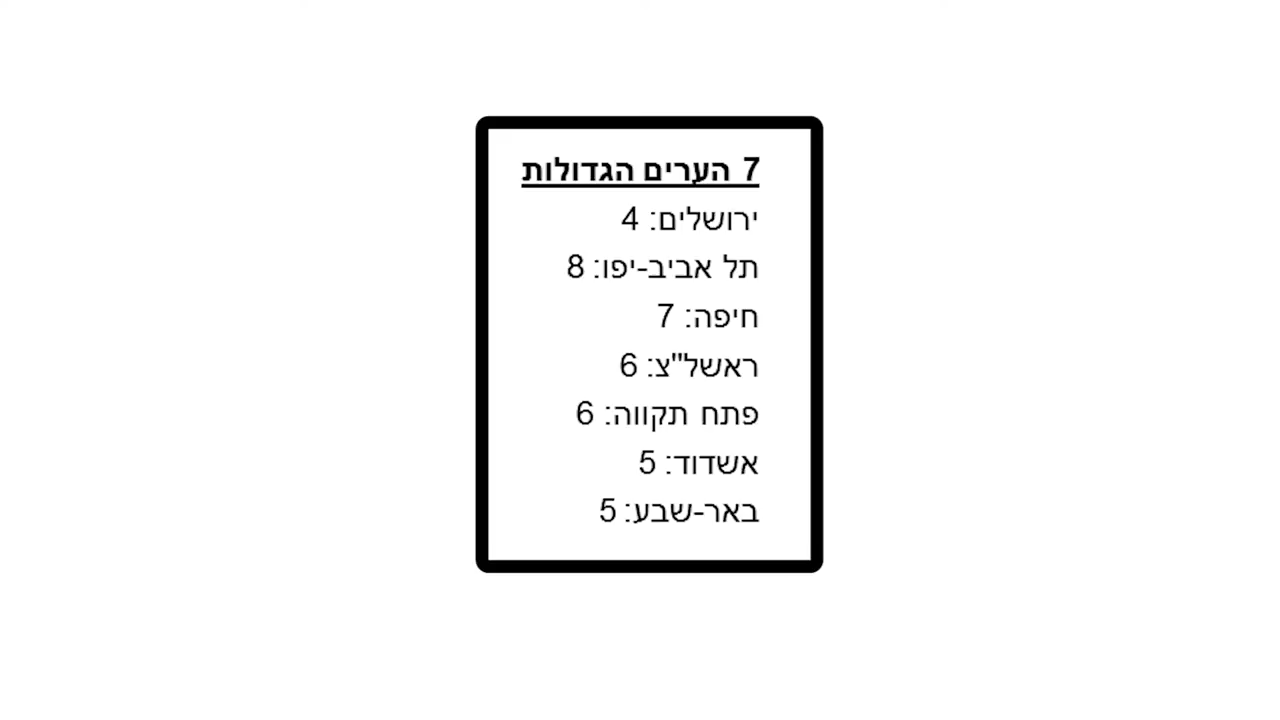 7 הערים הגדולות
ירושלים: 4
תל אביב-יפו: 8
חיפה: 7
ראשל"צ: 6
פתח תקווה: 6
אשדוד: 5
באר-שבע: 5